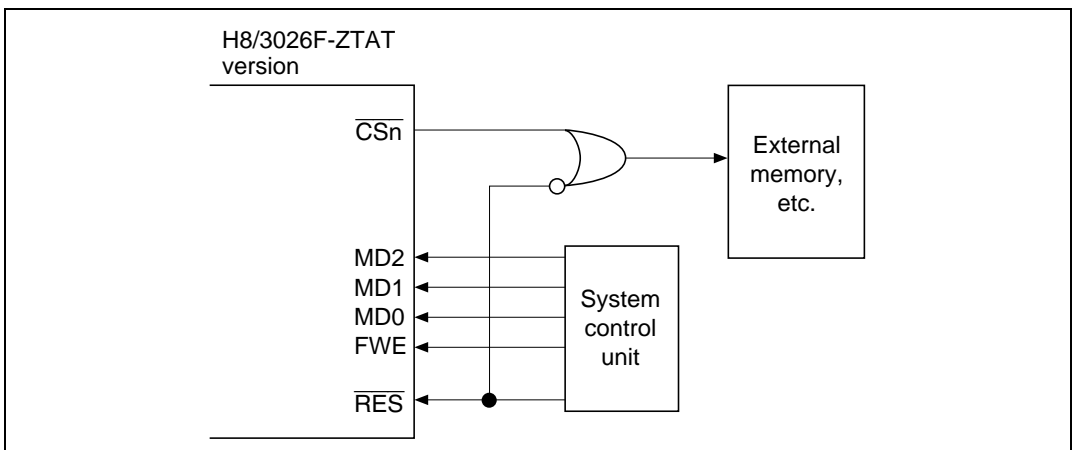 H8/3026F-ZTAT
version
CSn
External
memory,
etc.
MD2
MD1
MD0
FWE
RES
System
control
unit